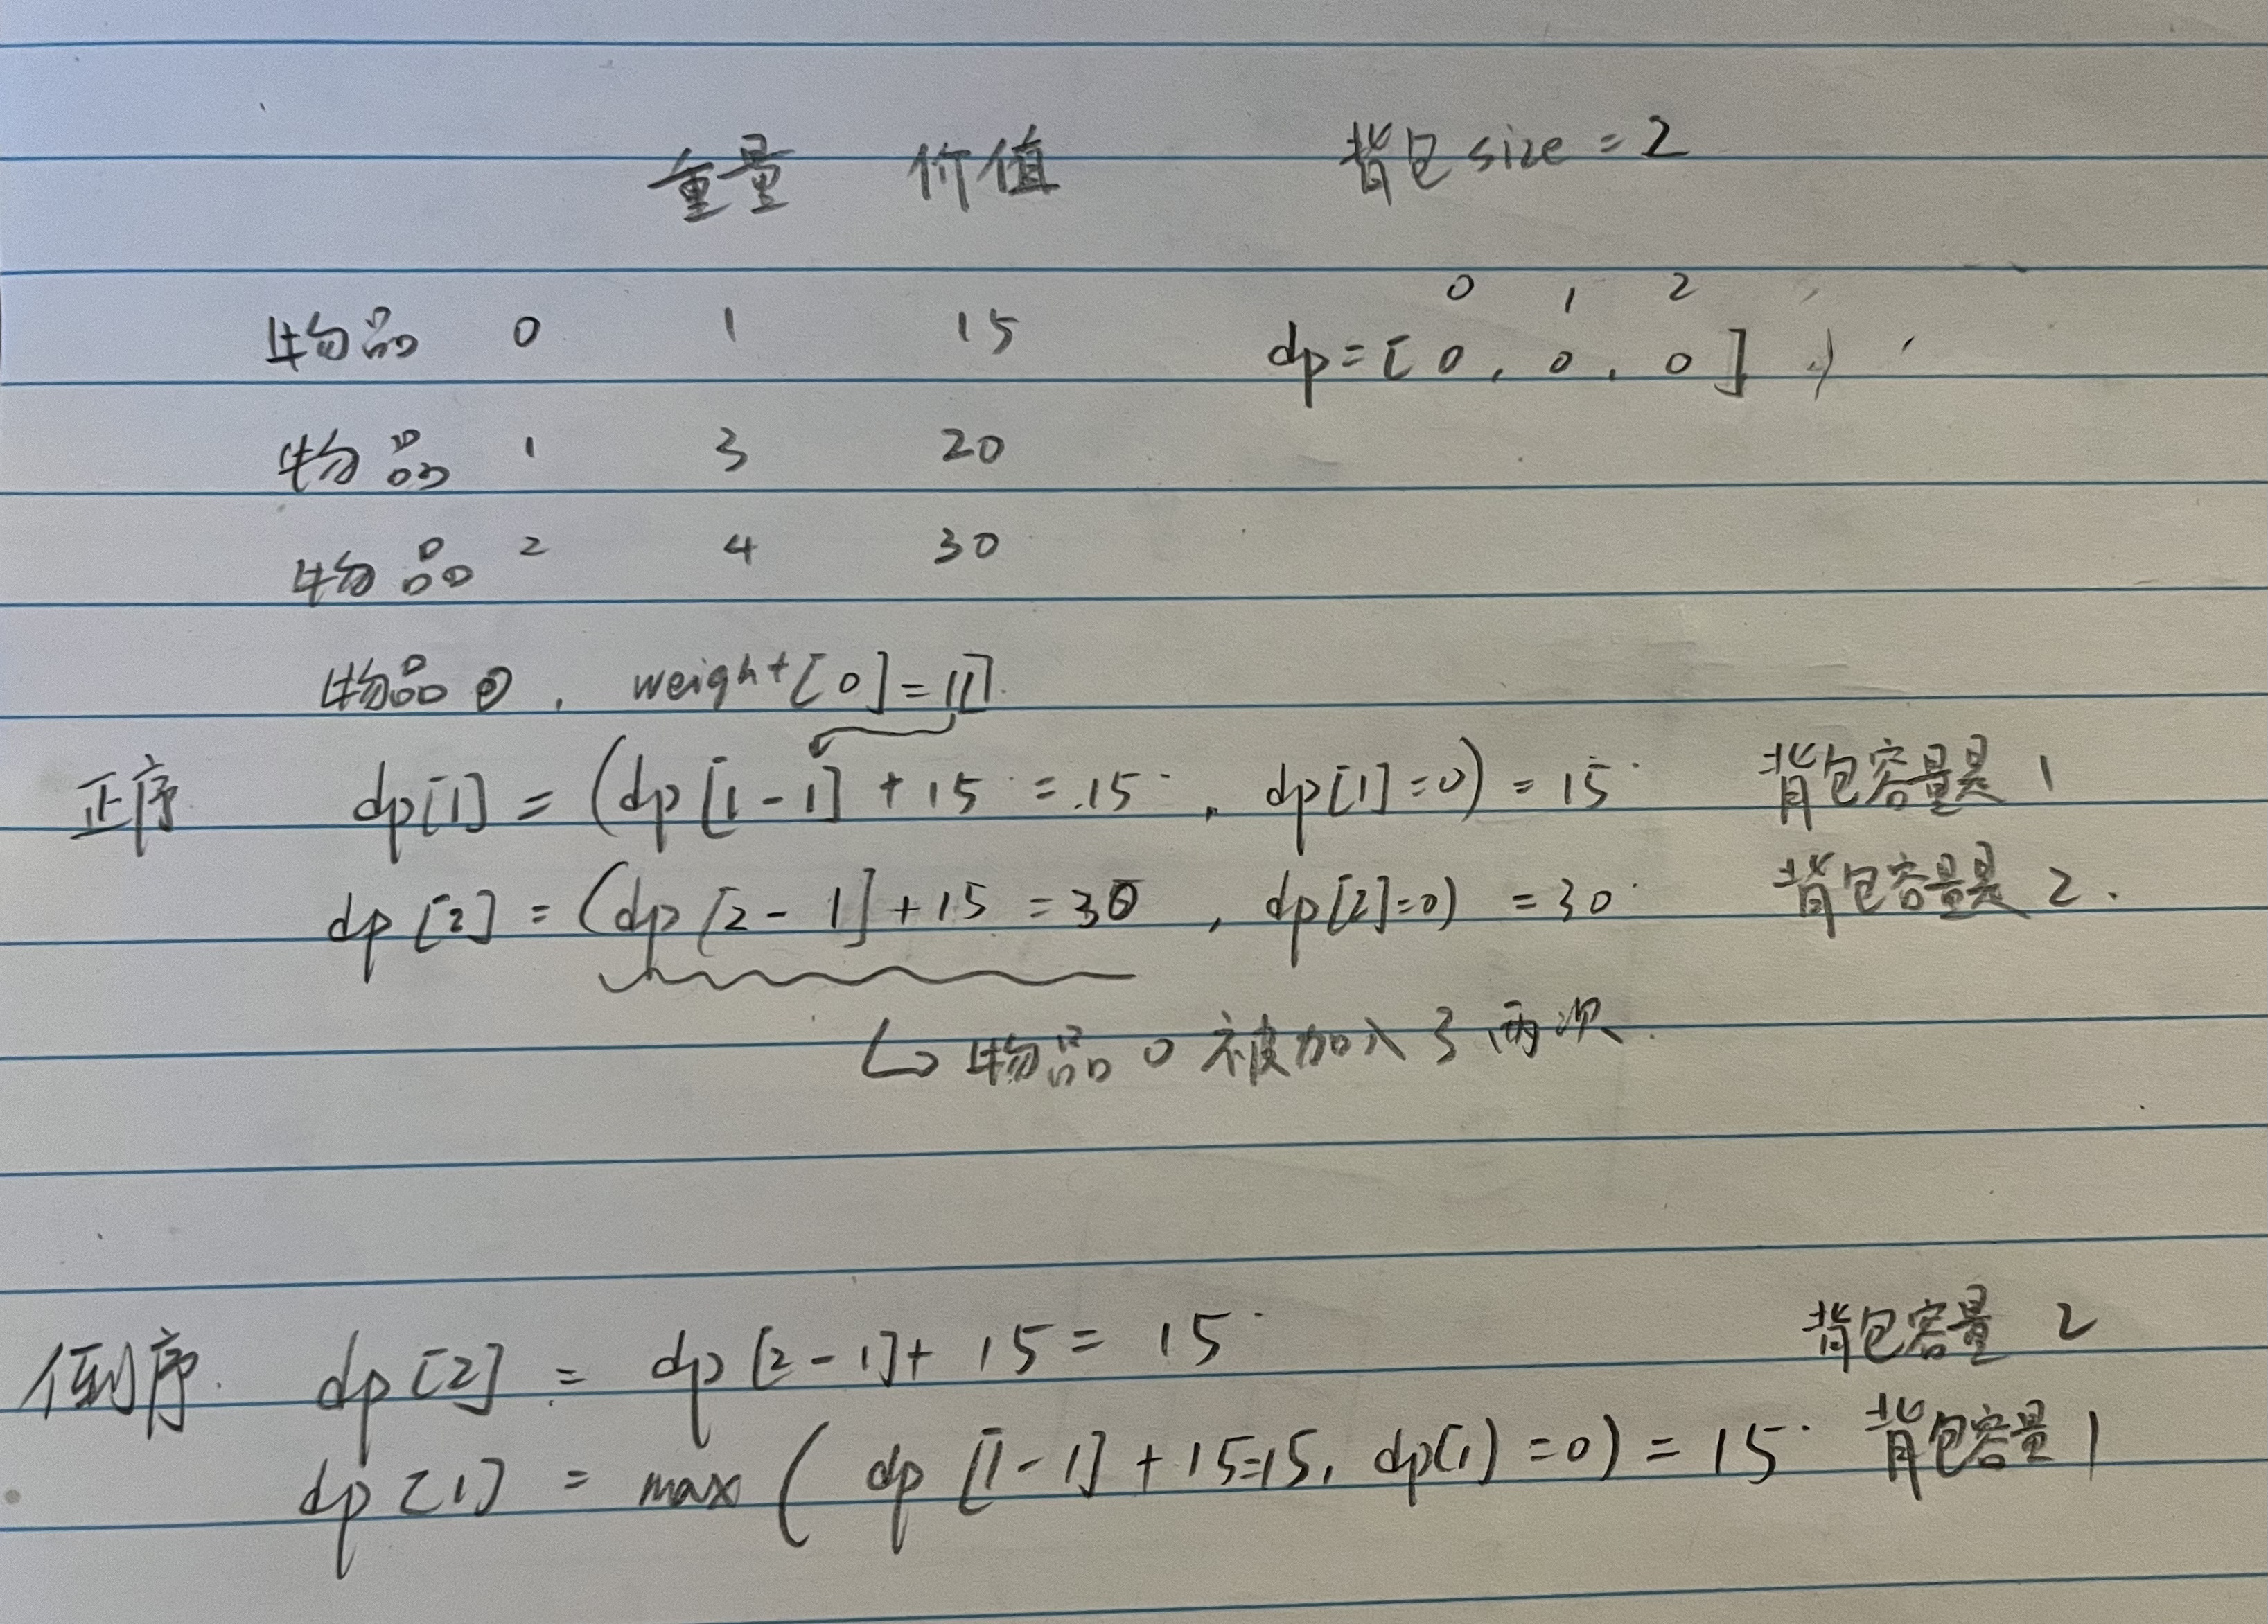 重量 价值 背包size = 2
0 1 2
物品 0 1 15 dp = [0, 0, 0]
物品 1 3 20
物品 2 4 30
物品 0, weight[0] = 1
正序 dp[1] = (dp[1-1] + 15 = 15, dp[1]=0) = 15 背包容量是 1
dp[2] = (dp[2-1] + 15 = 30, dp[2]=0) = 30 背包容量是 2.
↳ 物品 0 被加入了两次
倒序 dp[2] = dp[2-1] + 15 = 15 背包容量 2
dp[1] = max (dp[1-1] + 15=15, dp(1) = 0) = 15 背包容量 1